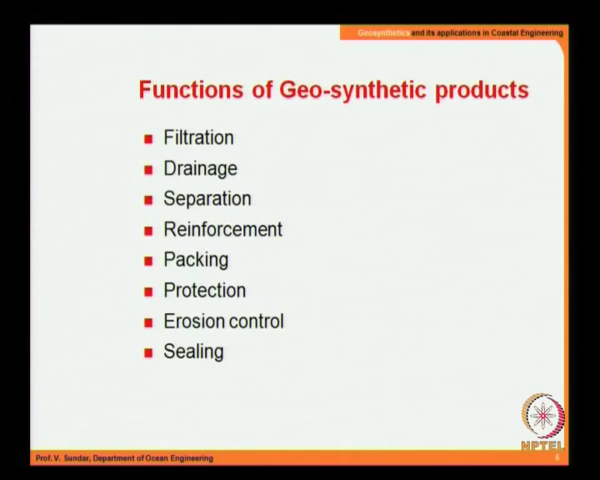 Geosynthetics and its applications in Coastal Engineering
Functions of Geo-synthetic products
Filtration
Drainage
Separation
Reinforcement
Packing
Protection
Erosion control
Sealing
NPTEL
Prof. V. Sundar, Department of Ocean Engineering
6